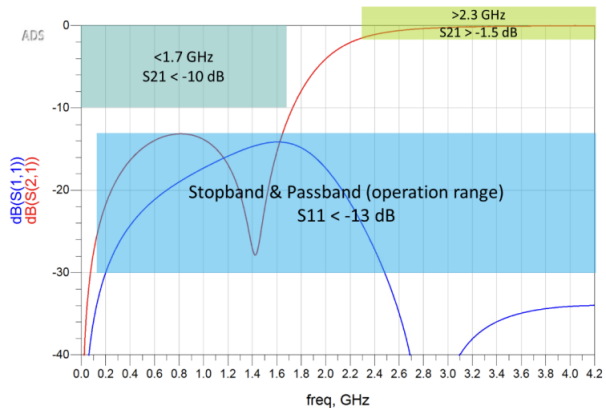 >2.3 GHz
S21 > -1.5 dB
ADS
<1.7 GHz
S21 < -10 dB
0
-10
-20
-30
-40
dB(S(1,1))
dB(S(2,1))
Stopband & Passband (operation range)
S11 < -13 dB
0.0 0.2 0.4 0.6 0.8 1.0 1.2 1.4 1.6 1.8 2.0 2.2 2.4 2.6 2.8 3.0 3.2 3.4 3.6 3.8 4.0 4.2
freq, GHz